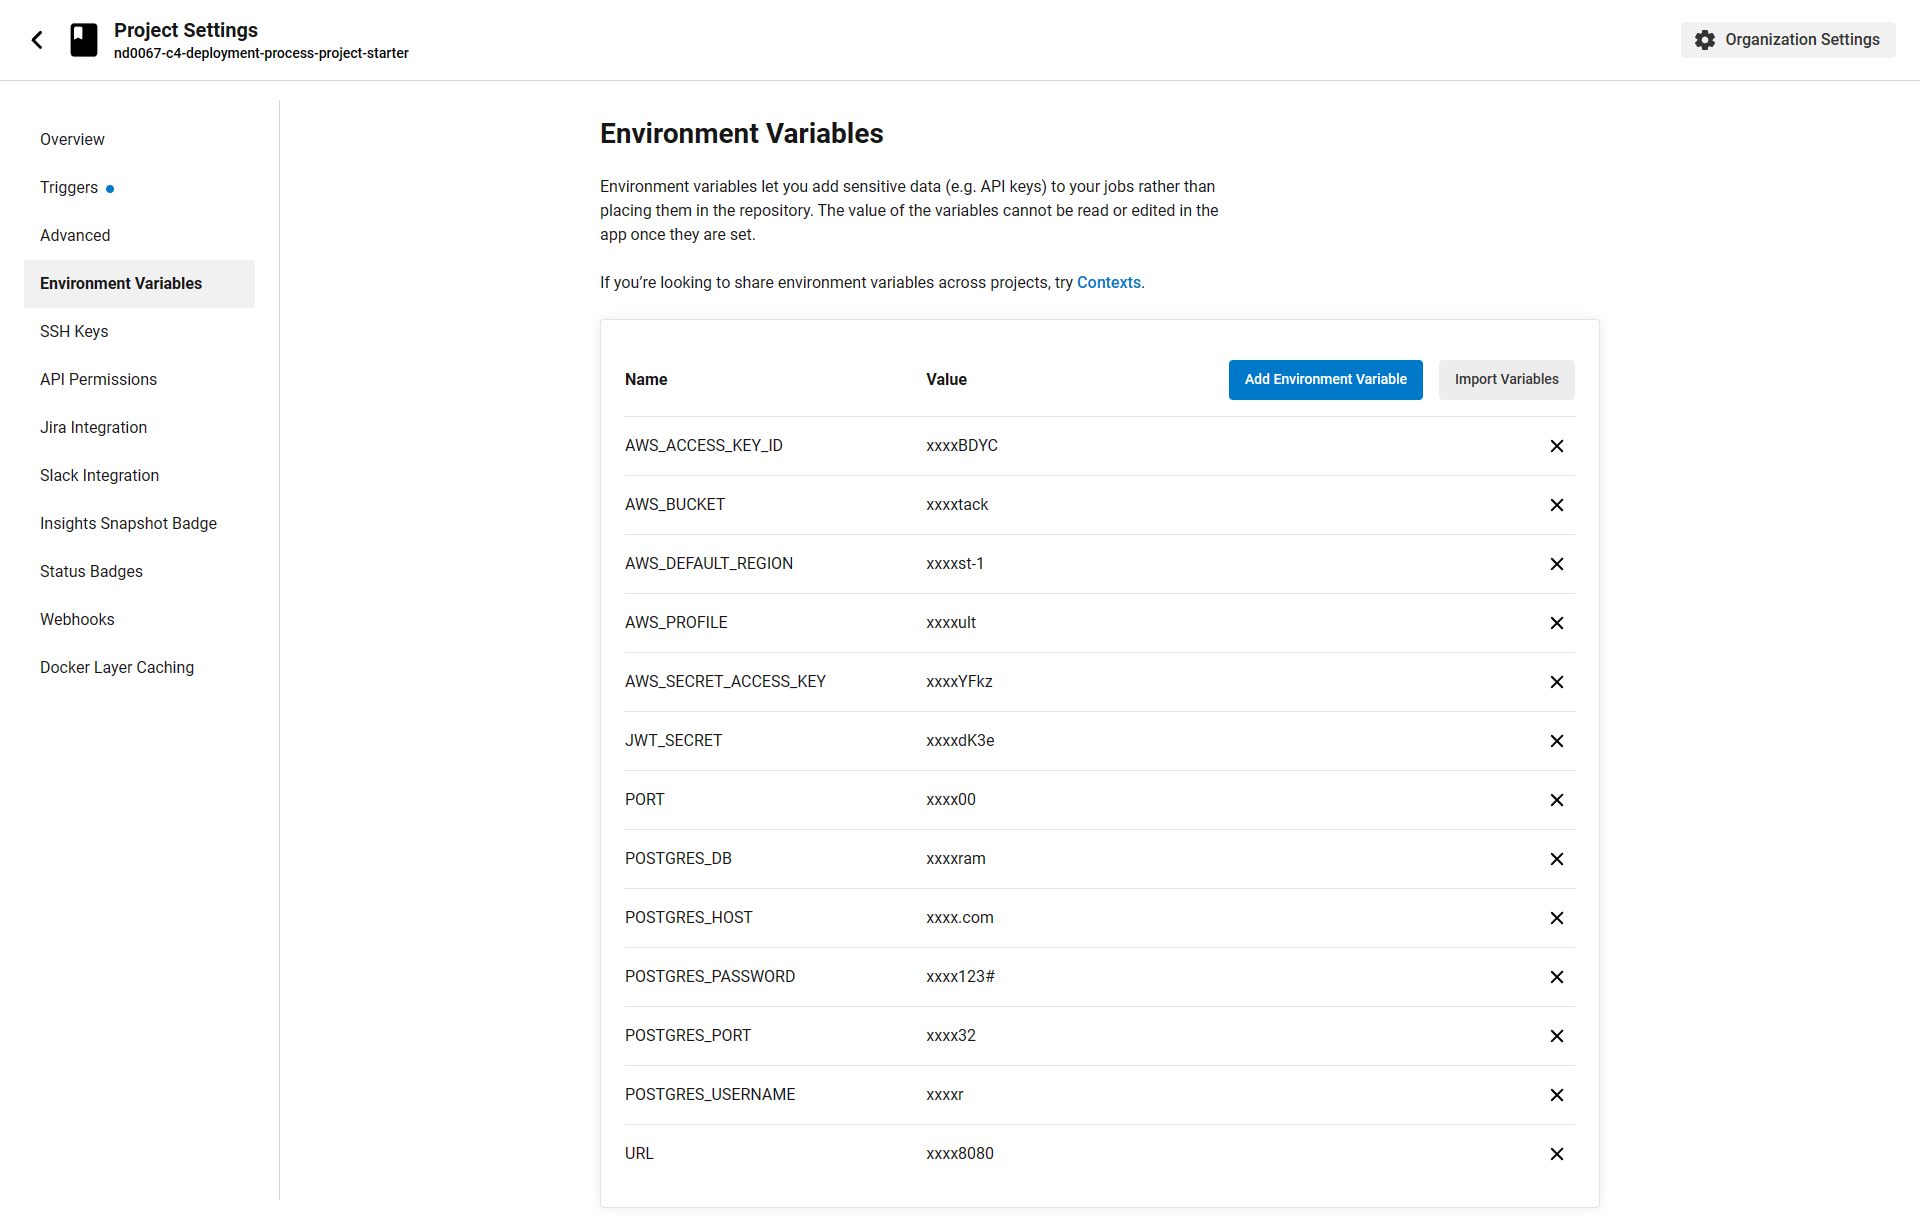 Project Settings
nd0067-c4-deployment-process-project-starter
Organization Settings
Overview
Triggers
Advanced
Environment Variables
SSH Keys
API Permissions
Jira Integration
Slack Integration
Insights Snapshot Badge
Status Badges
Webhooks
Docker Layer Caching
Environment Variables
Environment variables let you add sensitive data (e.g. API keys) to your jobs rather than
placing them in the repository. The value of the variables cannot be read or edited in the
app once they are set.
If you’re looking to share environment variables across projects, try Contexts.
Name Value Add Environment Variable Import Variables
AWS_ACCESS_KEY_ID xxxxBDYC
AWS_BUCKET xxxxtack
AWS_DEFAULT_REGION xxxxst-1
AWS_PROFILE xxxxult
AWS_SECRET_ACCESS_KEY xxxxYFkz
JWT_SECRET xxxxdK3e
PORT xxxx00
POSTGRES_DB xxxxram
POSTGRES_HOST xxxx.com
POSTGRES_PASSWORD xxxx123#
POSTGRES_PORT xxxx32
POSTGRES_USERNAME xxxxr
URL xxxx8080